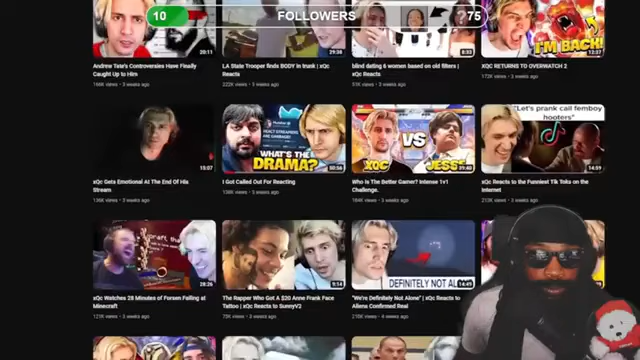 10
FOLLOWERS
?75
20:11
29:38
8:33
I'M BACK!
12:07
Andrew Tate's Controversies Have Finally
Caught Up to Him
LA State Trooper finds BODY in trunk | xQc
Reacts
blind dating 6 women based on old filters | xQc
Reacts
XQC RETURNS TO OVERWATCH 2
"Let's prank call femboy
hooters"
WHAT'S THE
DRAMA?
XQC
VS
JESSE
15:07
14:59
xQc Gets Emotional At The End Of His
Stream
I Got Called Out For Reacting
Who Is The Better Gamer? Intense 1v1
Challenge.
xQc Reacts to the Funniest Tik Toks on the
Internet
DEFINITELY NOT AL
28:26
xQc Watches 28 Minutes of Forsen Failing at
Minecraft
The Rapper Who Got A $20 Anne Frank Face
Tattoo | xQc Reacts to SunnyV2
"We're Definitely Not Alone" | xQc Reacts to
Aliens Confirmed Real